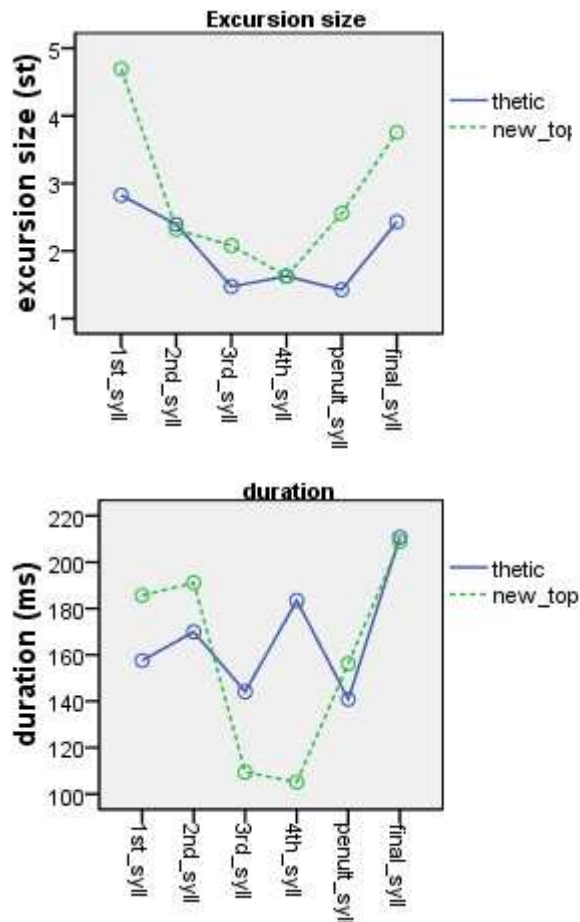 Excursion size
excursion size (st)
5
4
3
2
1
thetic
new_top
1st_syll
2nd_syll
3rd_syll
4th_syll
penult_syll
final_syll
duration
duration (ms)
220
200
180
160
140
120
100
thetic
new_top
1st_syll
2nd_syll
3rd_syll
4th_syll
penult_syl
final_syll